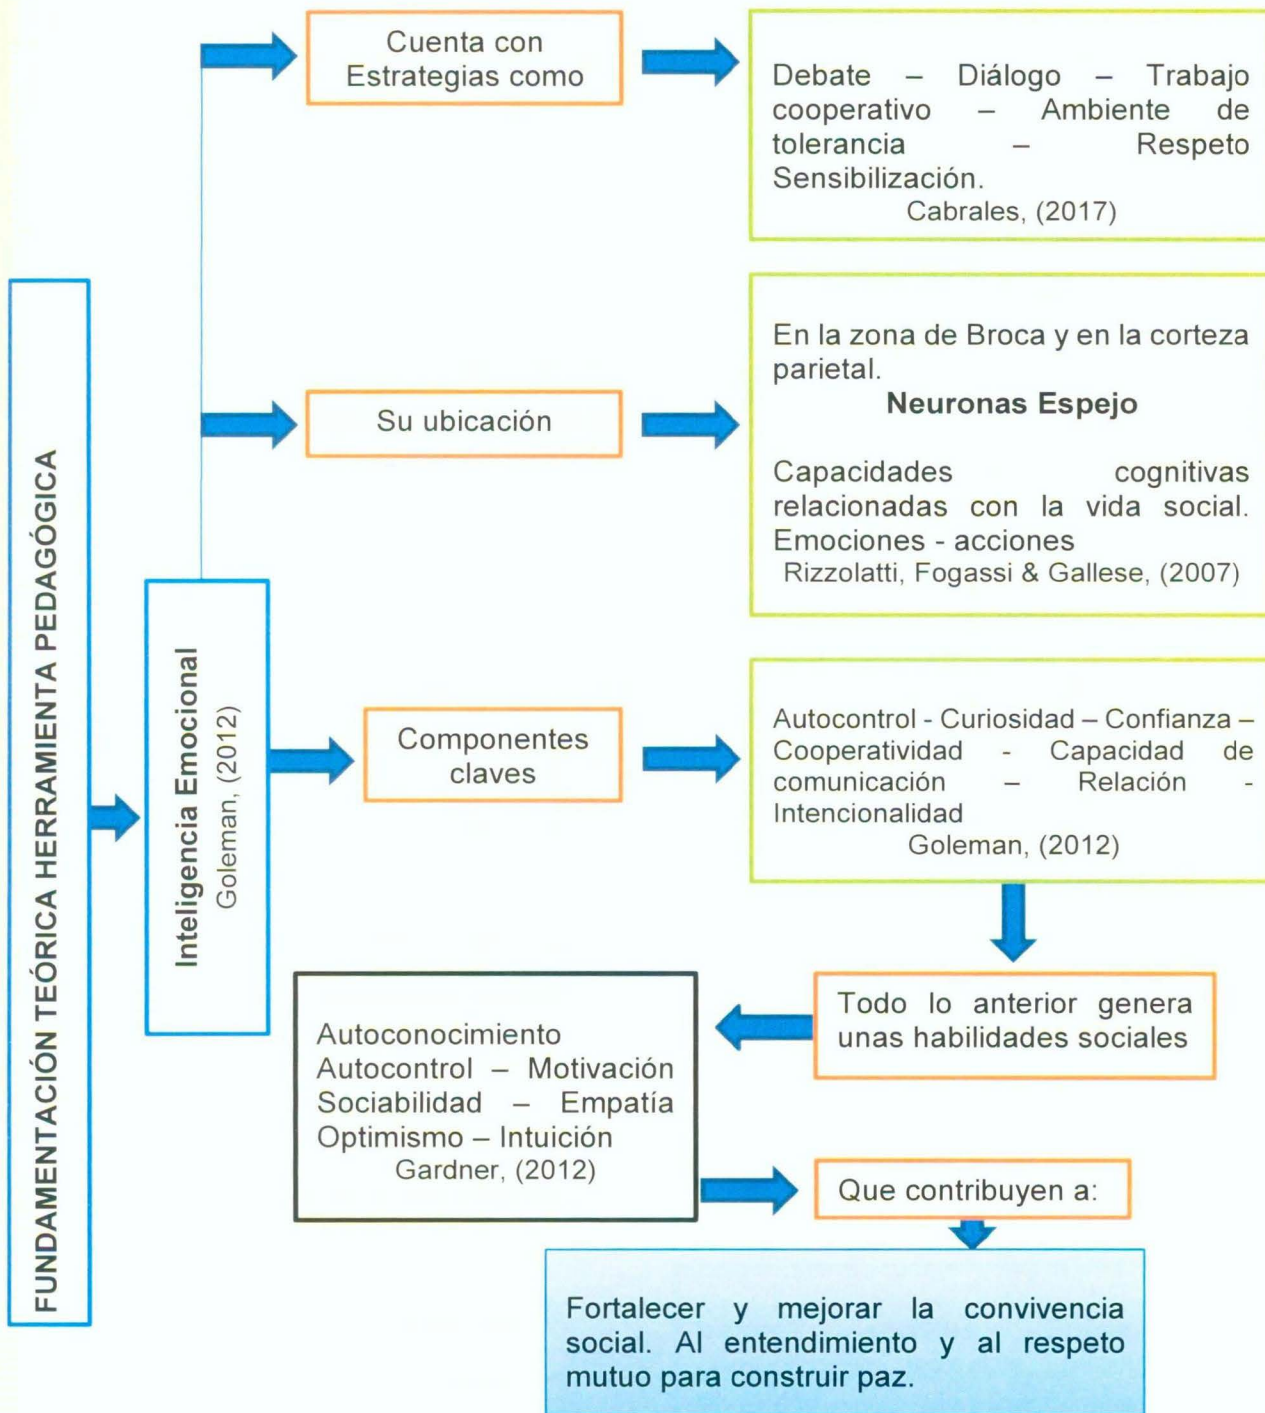 FUNDAMENTACIÓN TEÓRICA HERRAMIENTA PEDAGÓGICA
Inteligencia Emocional
Goleman, (2012)
Cuenta con
Estrategias como
Debate – Diálogo – Trabajo
cooperativo – Ambiente de
tolerancia – Respeto
Sensibilización.
Cabrales, (2017)
Su ubicación
En la zona de Broca y en la corteza
parietal.
Neuronas Espejo
Capacidades cognitivas
relacionadas con la vida social.
Emociones - acciones
Rizzolatti, Fogassi & Gallese, (2007)
Componentes
claves
Autocontrol - Curiosidad – Confianza –
Cooperatividad - Capacidad de
comunicación – Relación -
Intencionalidad
Goleman, (2012)
Todo lo anterior genera
unas habilidades sociales
Autoconocimiento
Autocontrol – Motivación
Sociabilidad – Empatía
Optimismo – Intuición
Gardner, (2012)
Que contribuyen a:
Fortalecer y mejorar la convivencia
social. Al entendimiento y al respeto
mutuo para construir paz.